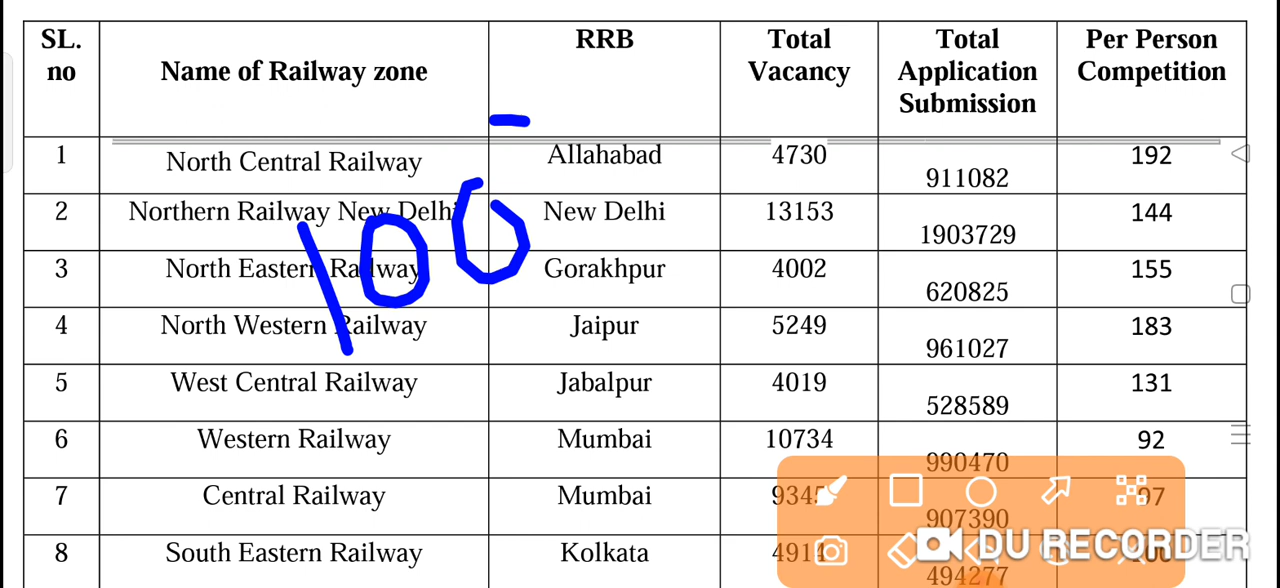 SL. no | Name of Railway zone | RRB | Total Vacancy | Total Application Submission | Per Person Competition
1 | North Central Railway | Allahabad | 4730 | 911082 | 192
2 | Northern Railway New Delhi | New Delhi | 13153 | 1903729 | 144
3 | North Eastern Railway | Gorakhpur | 4002 | 620825 | 155
4 | North Western Railway | Jaipur | 5249 | 961027 | 183
5 | West Central Railway | Jabalpur | 4019 | 528589 | 131
6 | Western Railway | Mumbai | 10734 | 990470 | 92
7 | Central Railway | Mumbai | 9345 | 907390 | 97
8 | South Eastern Railway | Kolkata | 4914 | 494277
100
DU RECORDER